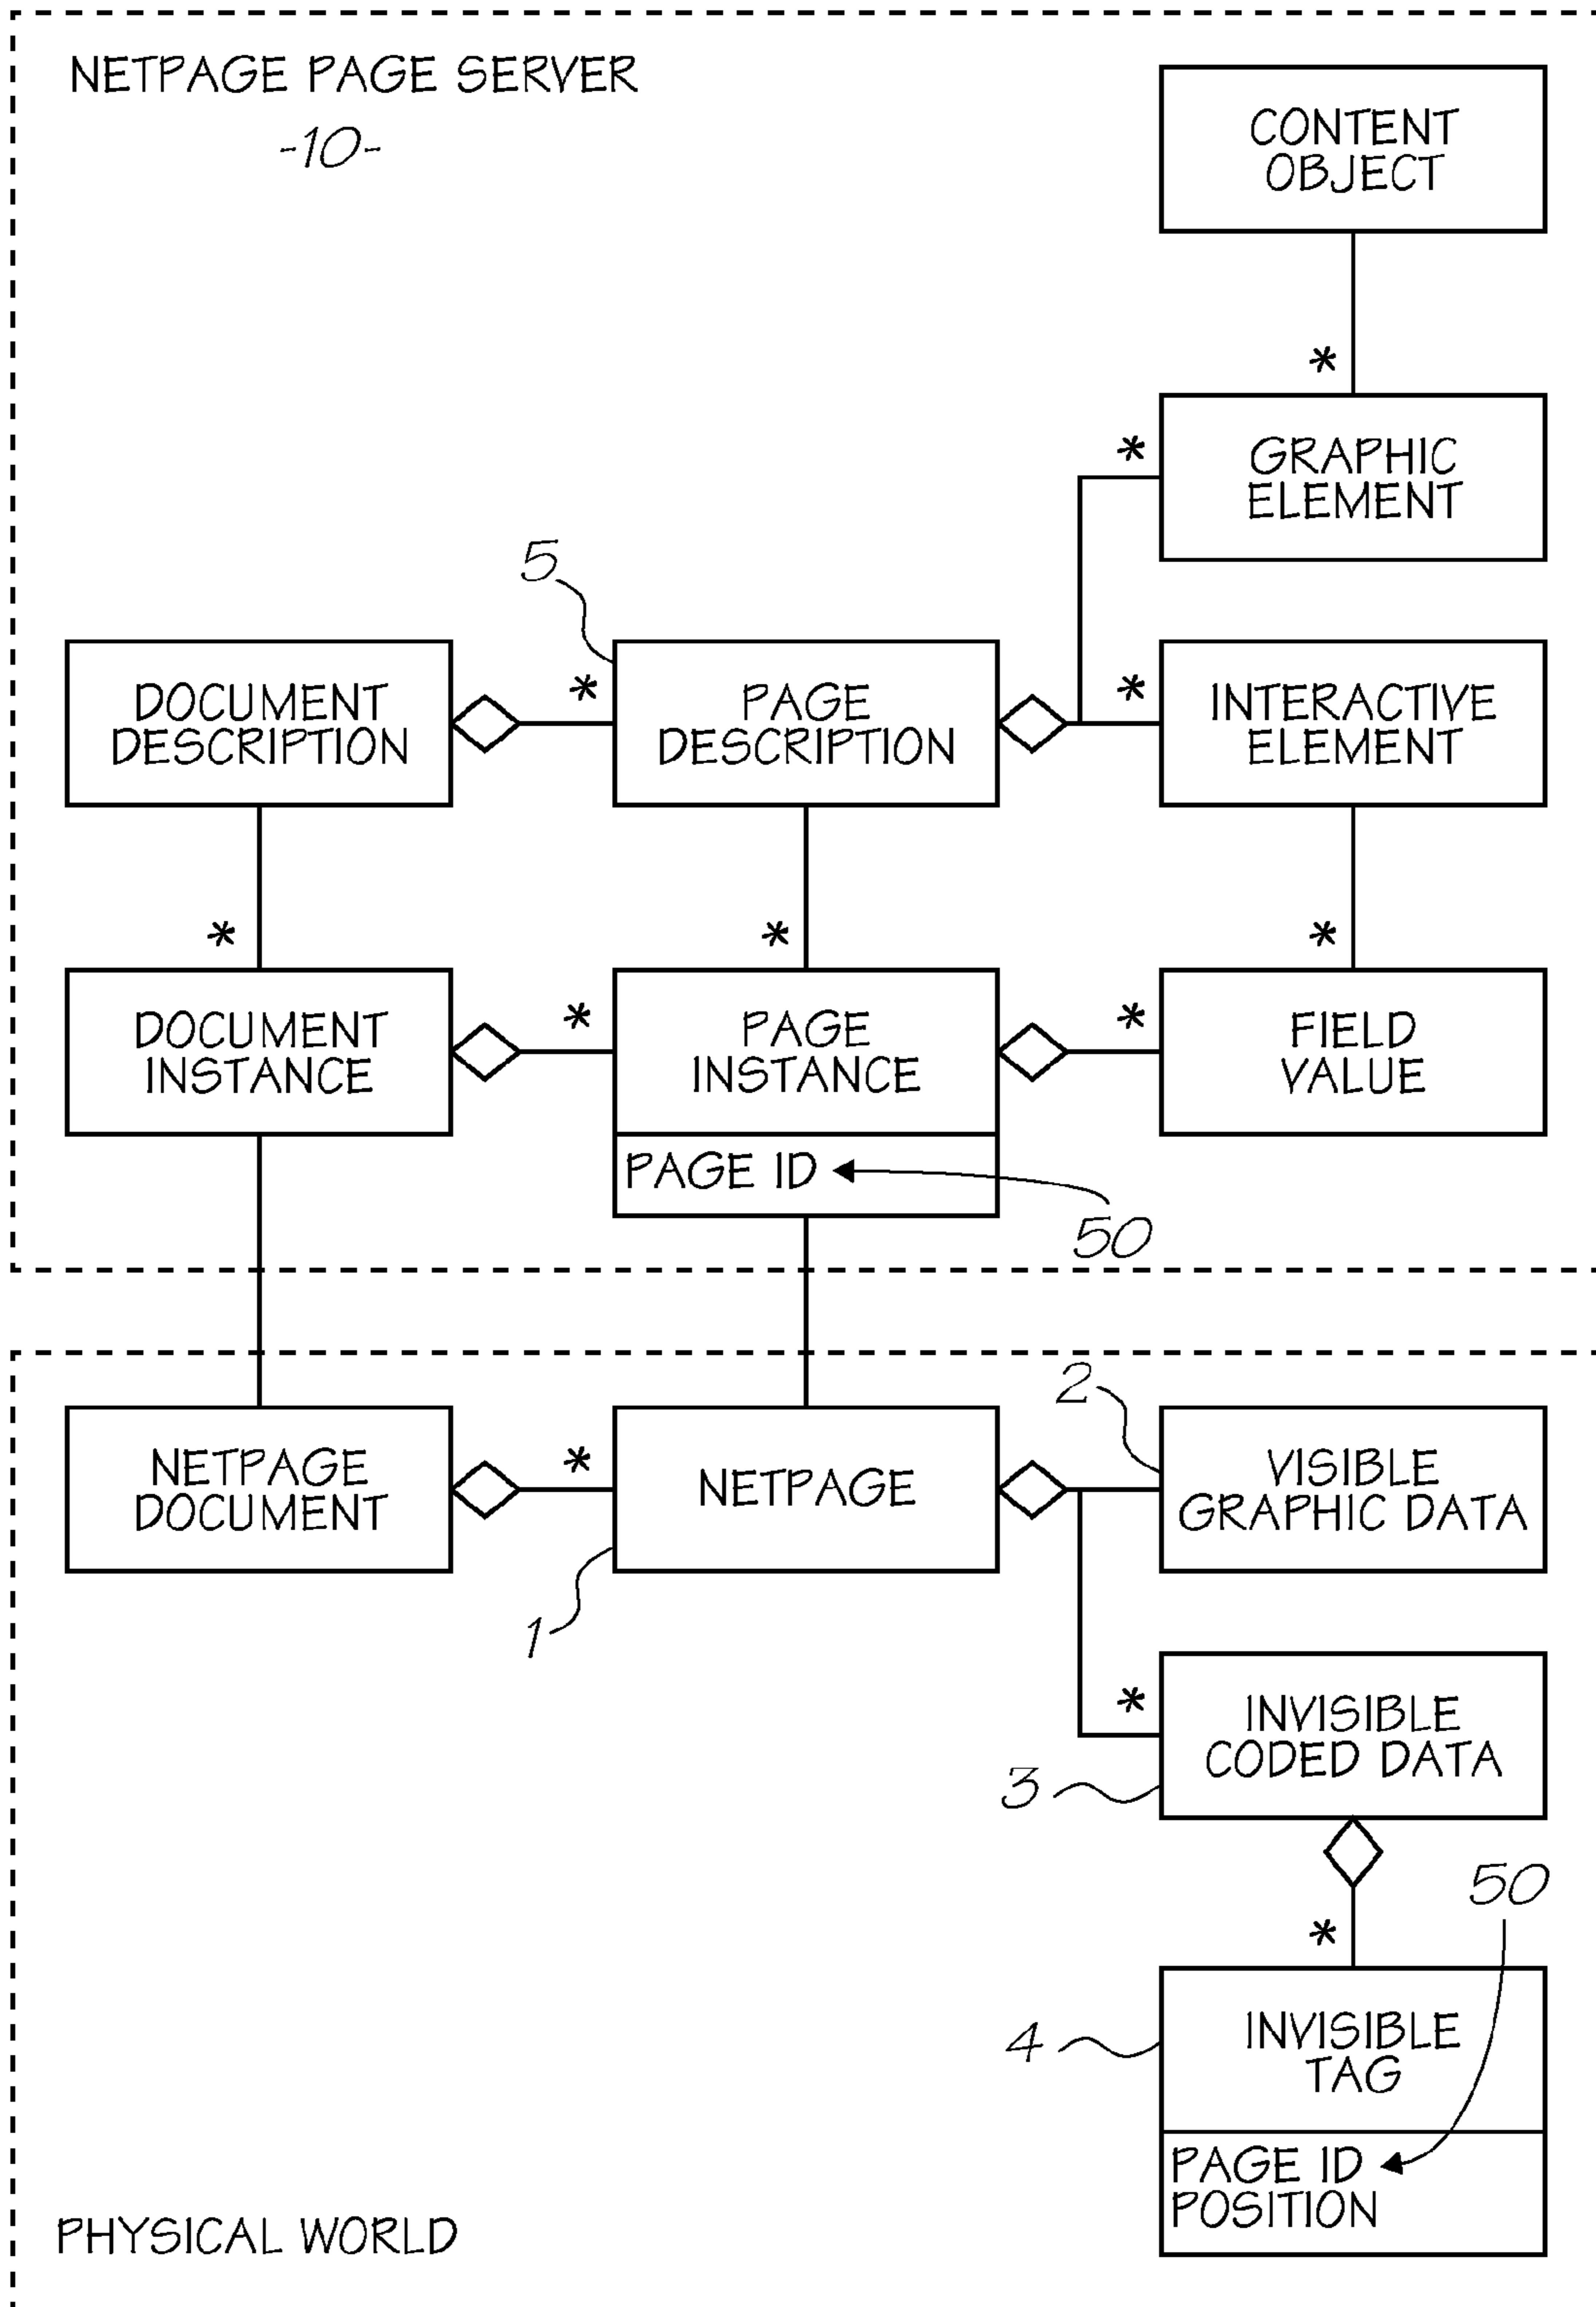 NETPAGE PAGE SERVER
-10-
CONTENT
OBJECT
*
*
GRAPHIC
ELEMENT
5
DOCUMENT
DESCRIPTION
*
PAGE
DESCRIPTION
*
INTERACTIVE
ELEMENT
*
*
*
DOCUMENT
INSTANCE
*
PAGE
INSTANCE
*
FIELD
VALUE
PAGE ID
50
2
NETPAGE
DOCUMENT
*
NETPAGE
VISIBLE
GRAPHIC DATA
1
*
INVISIBLE
CODED DATA
3
50
*
4
INVISIBLE
TAG
PAGE ID
POSITION
PHYSICAL WORLD